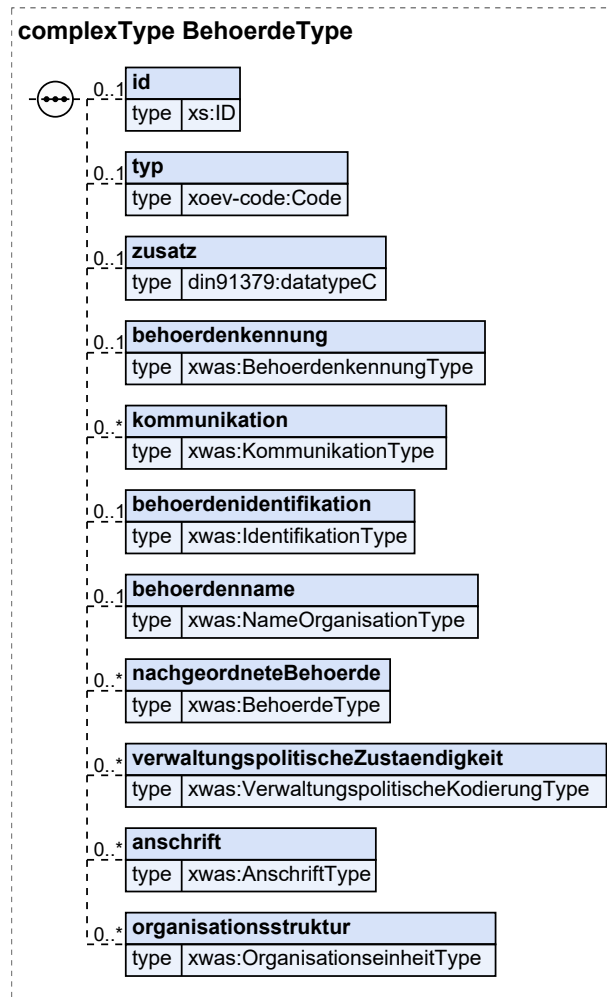 complexType BehoerdeType
0..1 id
type xs:ID
0..1 typ
type xoev-code:Code
0..1 zusatz
type din91379:datatypeC
0..1 behoerdenkennung
type xwas:BehoerdenkennungType
0..* kommunikation
type xwas:KommunikationType
0..1 behoerdenidentifikation
type xwas:IdentifikationType
0..1 behoerdenname
type xwas:NameOrganisationType
0..* nachgeordneteBehoerde
type xwas:BehoerdeType
0..* verwaltungspolitischeZustaendigkeit
type xwas:VerwaltungspolitischeKodierungType
0..* anschrift
type xwas:AnschriftType
0..* organisationsstruktur
type xwas:OrganisationseinheitType